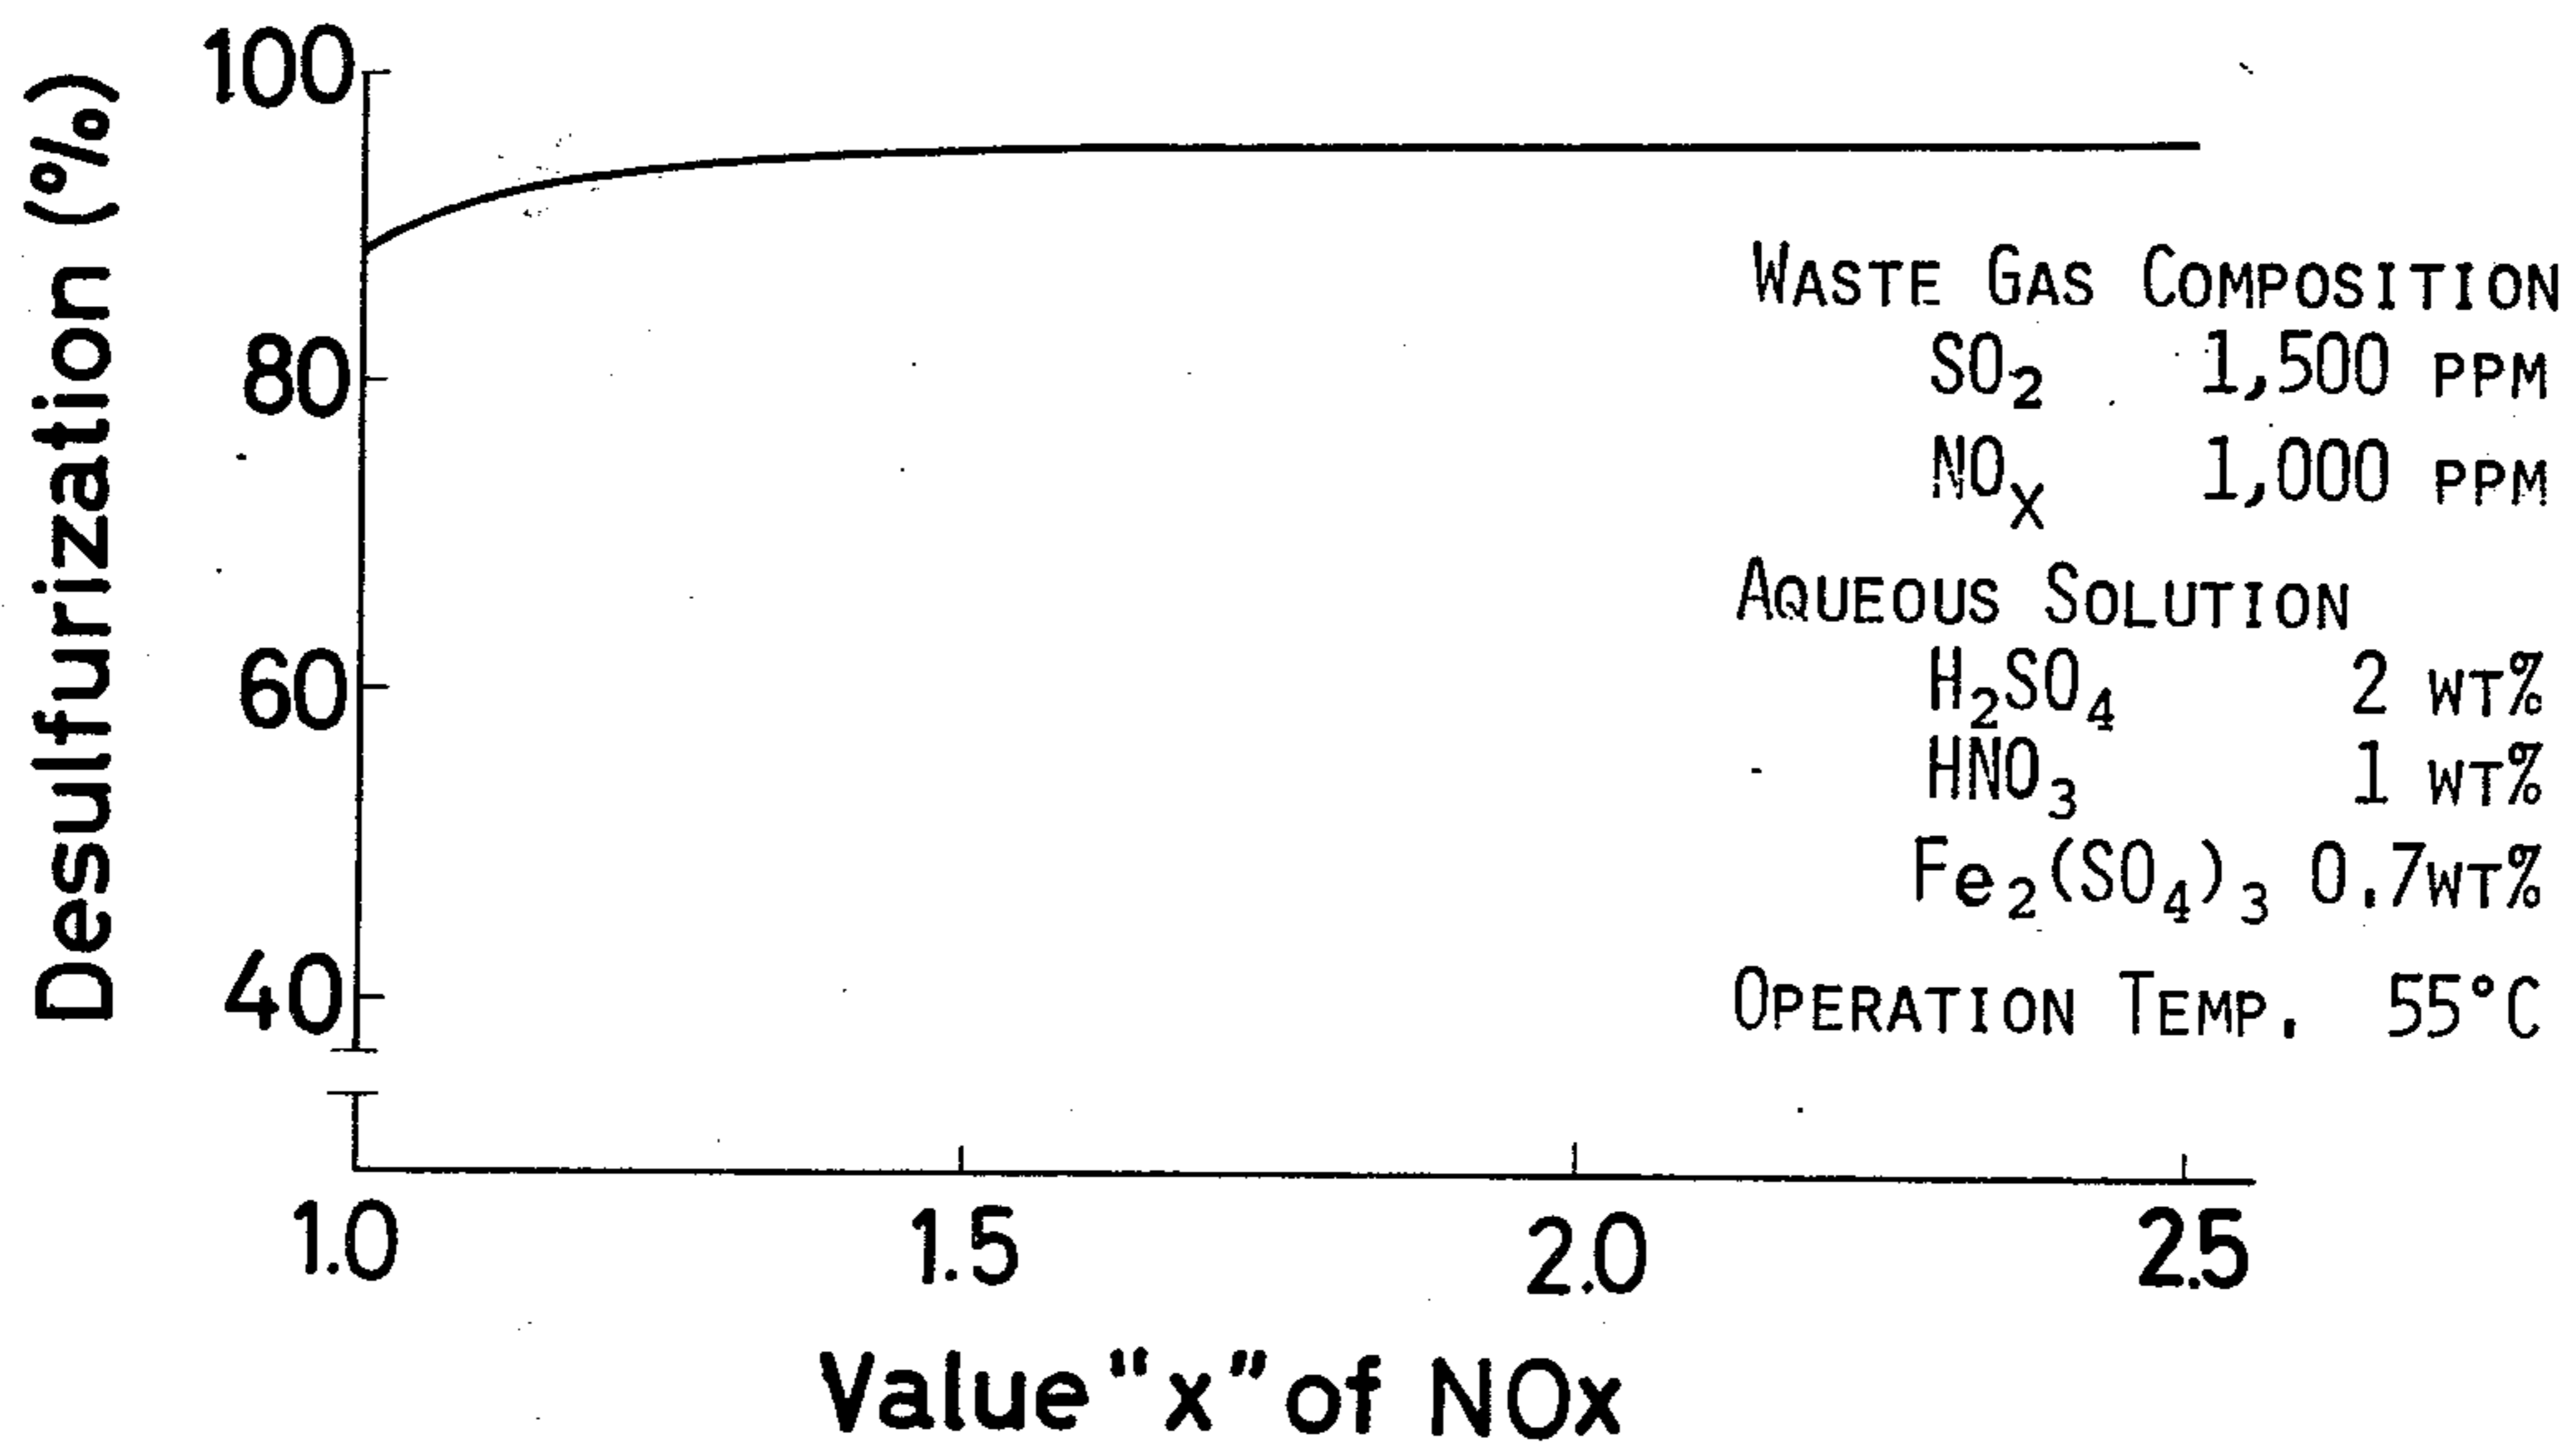 Desulfurization (%)
100
80
60
40
1.0
1.5
2.0
2.5
Value "x" of NOx
WASTE GAS COMPOSITION
SO₂ 1,500 PPM
NOₓ 1,000 PPM
AQUEOUS SOLUTION
H₂SO₄ 2 WT%
HNO₃ 1 WT%
Fe₂(SO₄)₃ 0.7WT%
OPERATION TEMP. 55°C